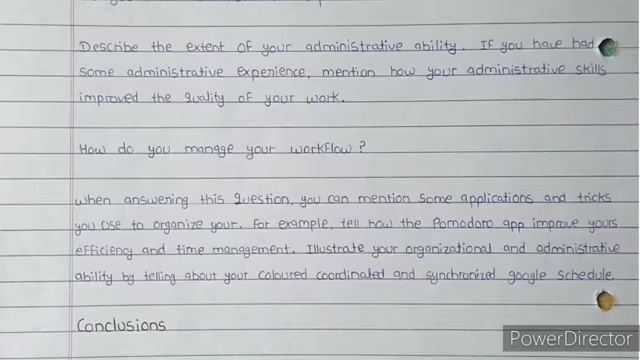 Describe the extent of your administrative ability. If you have had
some administrative experience, mention how your administrative skills
improved the quality of your work.
How do you manage your workflow?
When answering this question, you can mention some applications and tricks
you use to organize your. For example, tell how the Pomodoro app improve yours
efficiency and time management. Illustrate your organizational and administrative
ability by telling about your coloured coordinated and synchronized google schedule.
Conclusions
PowerDirector